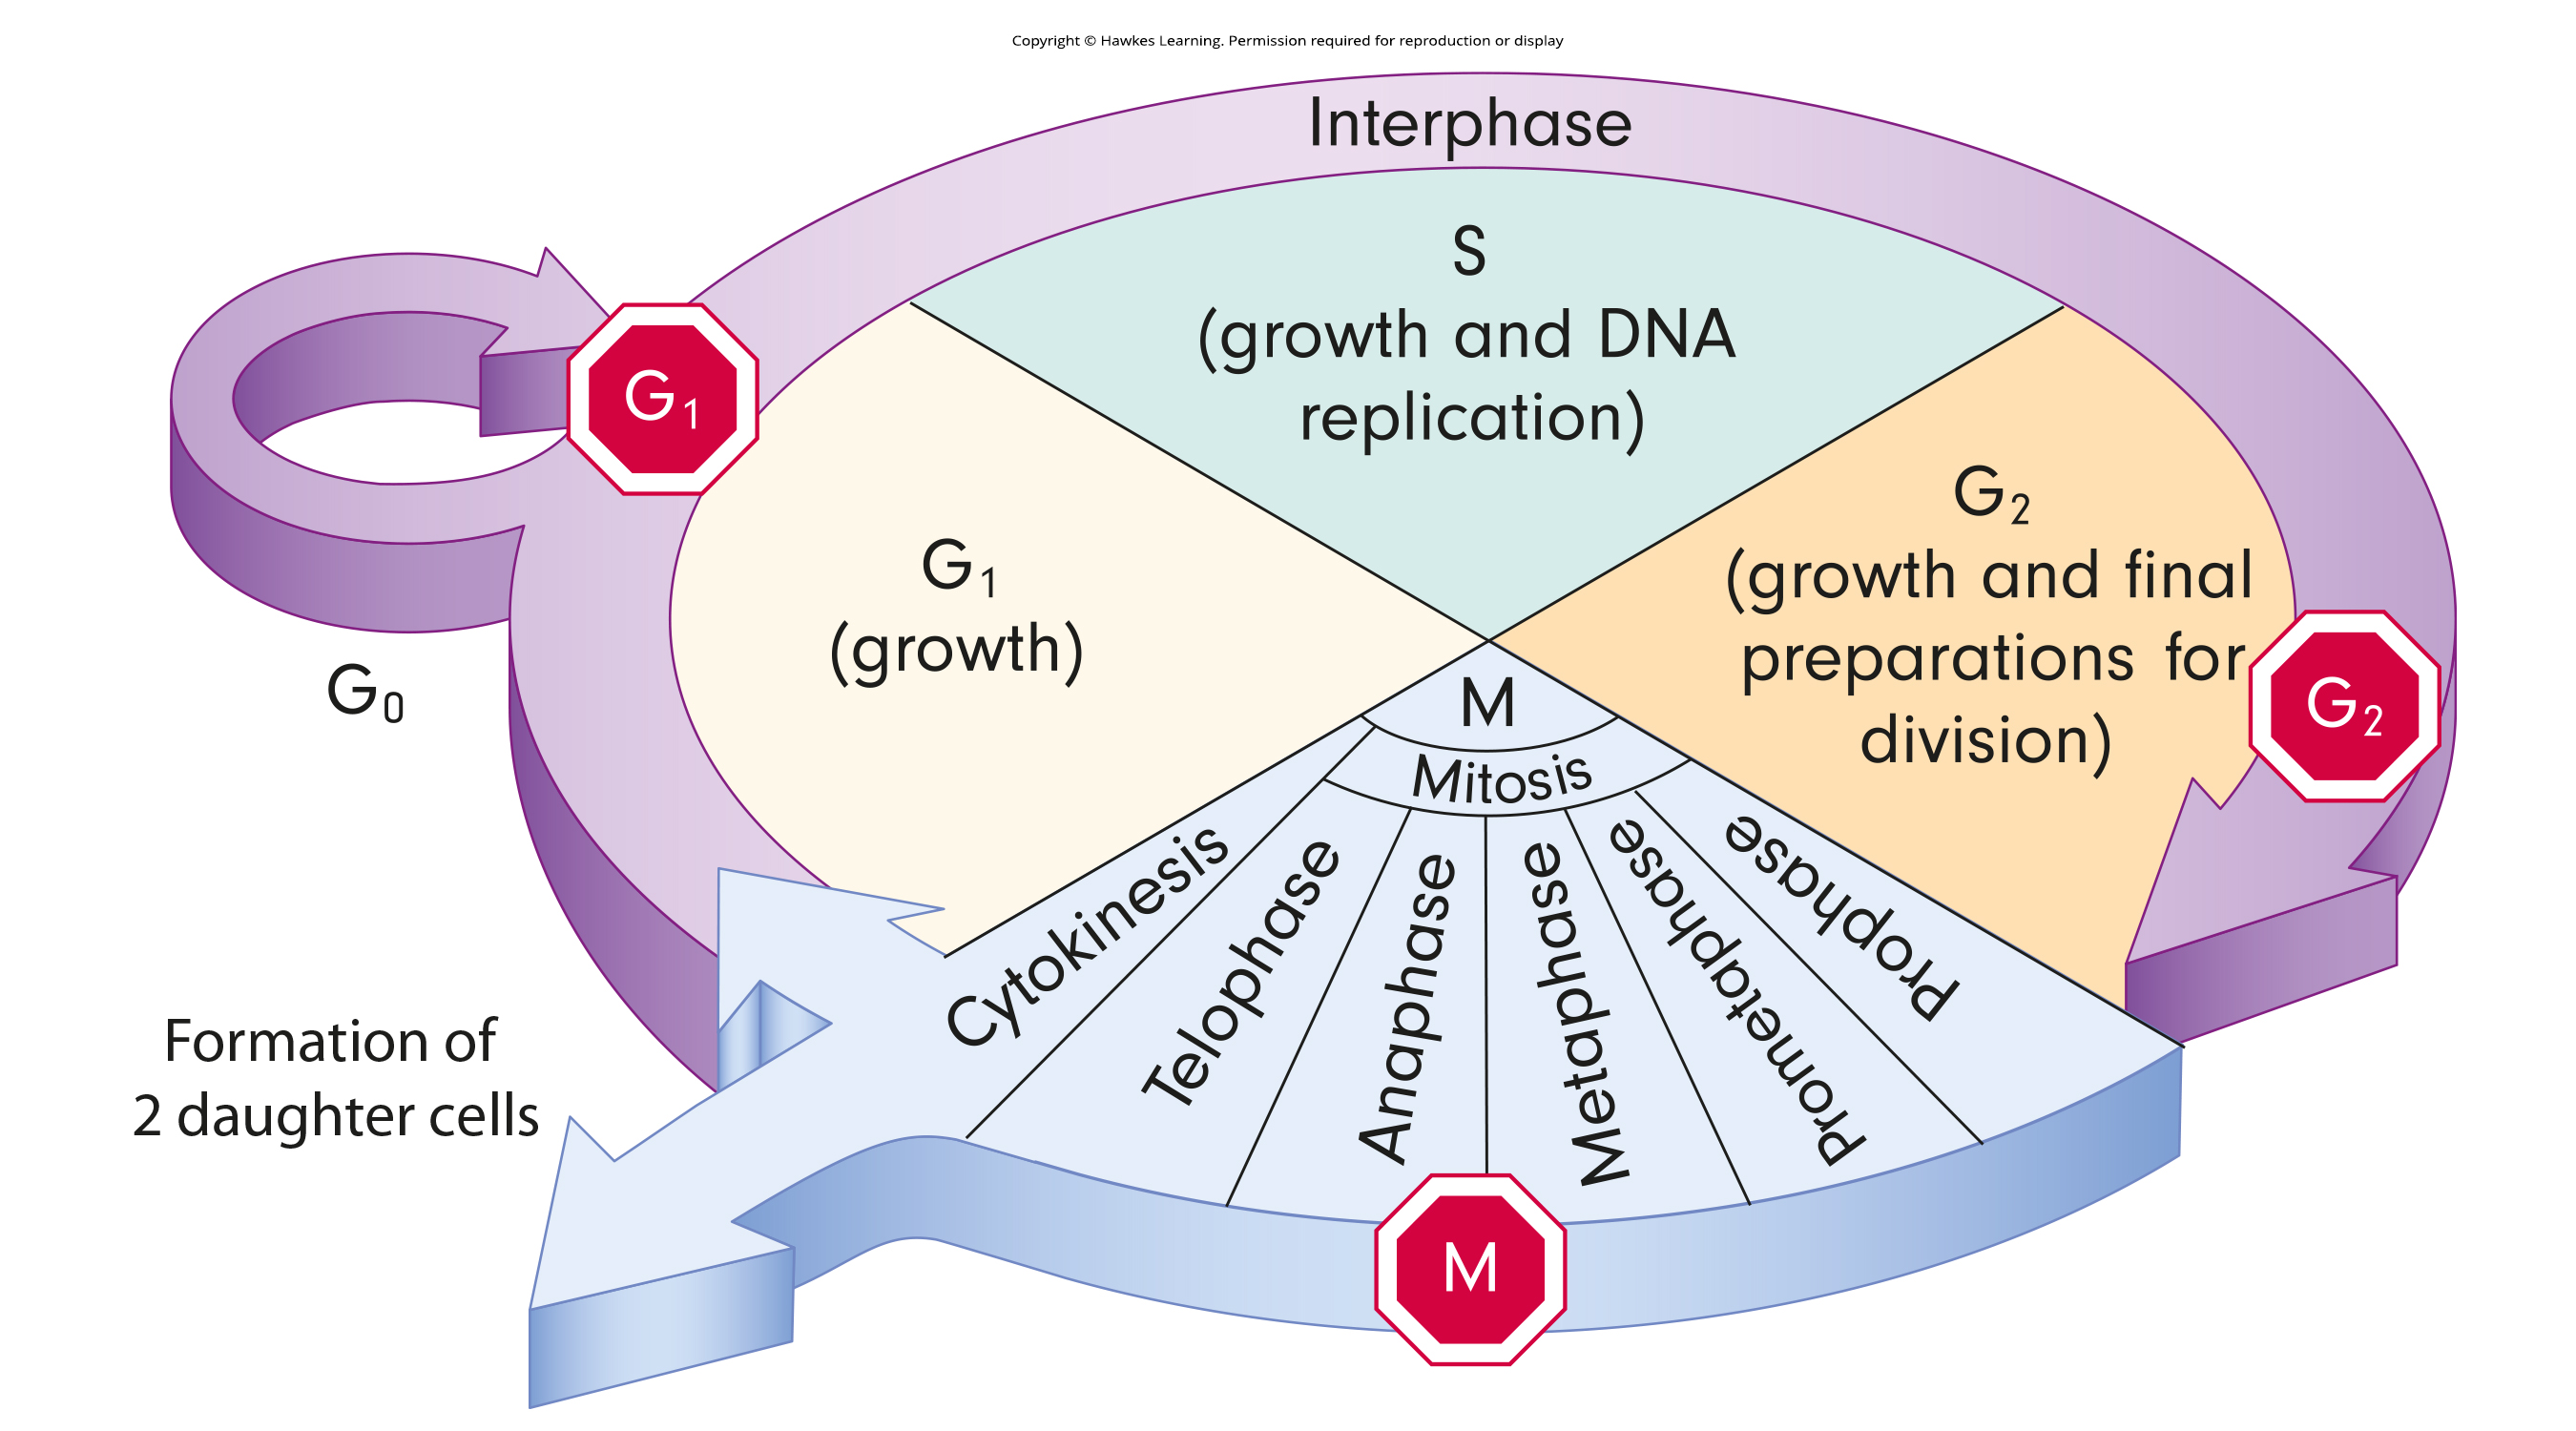 Copyright © Hawkes Learning. Permission required for reproduction or display
Interphase
S
(growth and DNA
replication)
G₁
G₁
(growth)
G₂
(growth and final
preparations for
division)
G₂
G₀
M
Mitosis
Cytokinesis
Telophase
Anaphase
Metaphase
Prometaphase
Prophase
Formation of
2 daughter cells
M